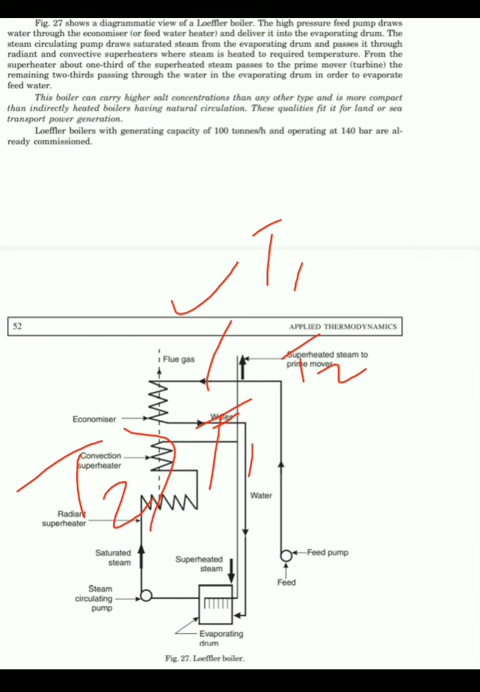 Fig. 27 shows a diagrammatic view of a Loeffler boiler. The high pressure feed pump draws
water through the economiser (or feed water heater) and deliver it into the evaporating drum. The
steam circulating pump draws saturated steam from the evaporating drum and passes it through
radiant and convective superheaters where steam is heated to required temperature. From the
superheater about one-third of the superheated steam passes to the prime mover (turbine) the
remaining two-thirds passing through the water in the evaporating drum in order to evaporate
feed water.
This boiler can carry higher salt concentrations than any other type and is more compact
than indirectly heated boilers having natural circulation. These qualities fit it for land or sea
transport power generation.
Loeffler boilers with generating capacity of 100 tonnes/h and operating at 140 bar are al-
ready commissioned.
T1
52 APPLIED THERMODYNAMICS
Flue gas
Superheated steam to
prime mover
T2
Economiser
Water
T1
Convection
superheater
T2
Water
Radiant
superheater
Saturated
steam
Superheated
steam
Feed pump
Feed
Steam
circulating
pump
Evaporating
drum
Fig. 27. Loeffler boiler.